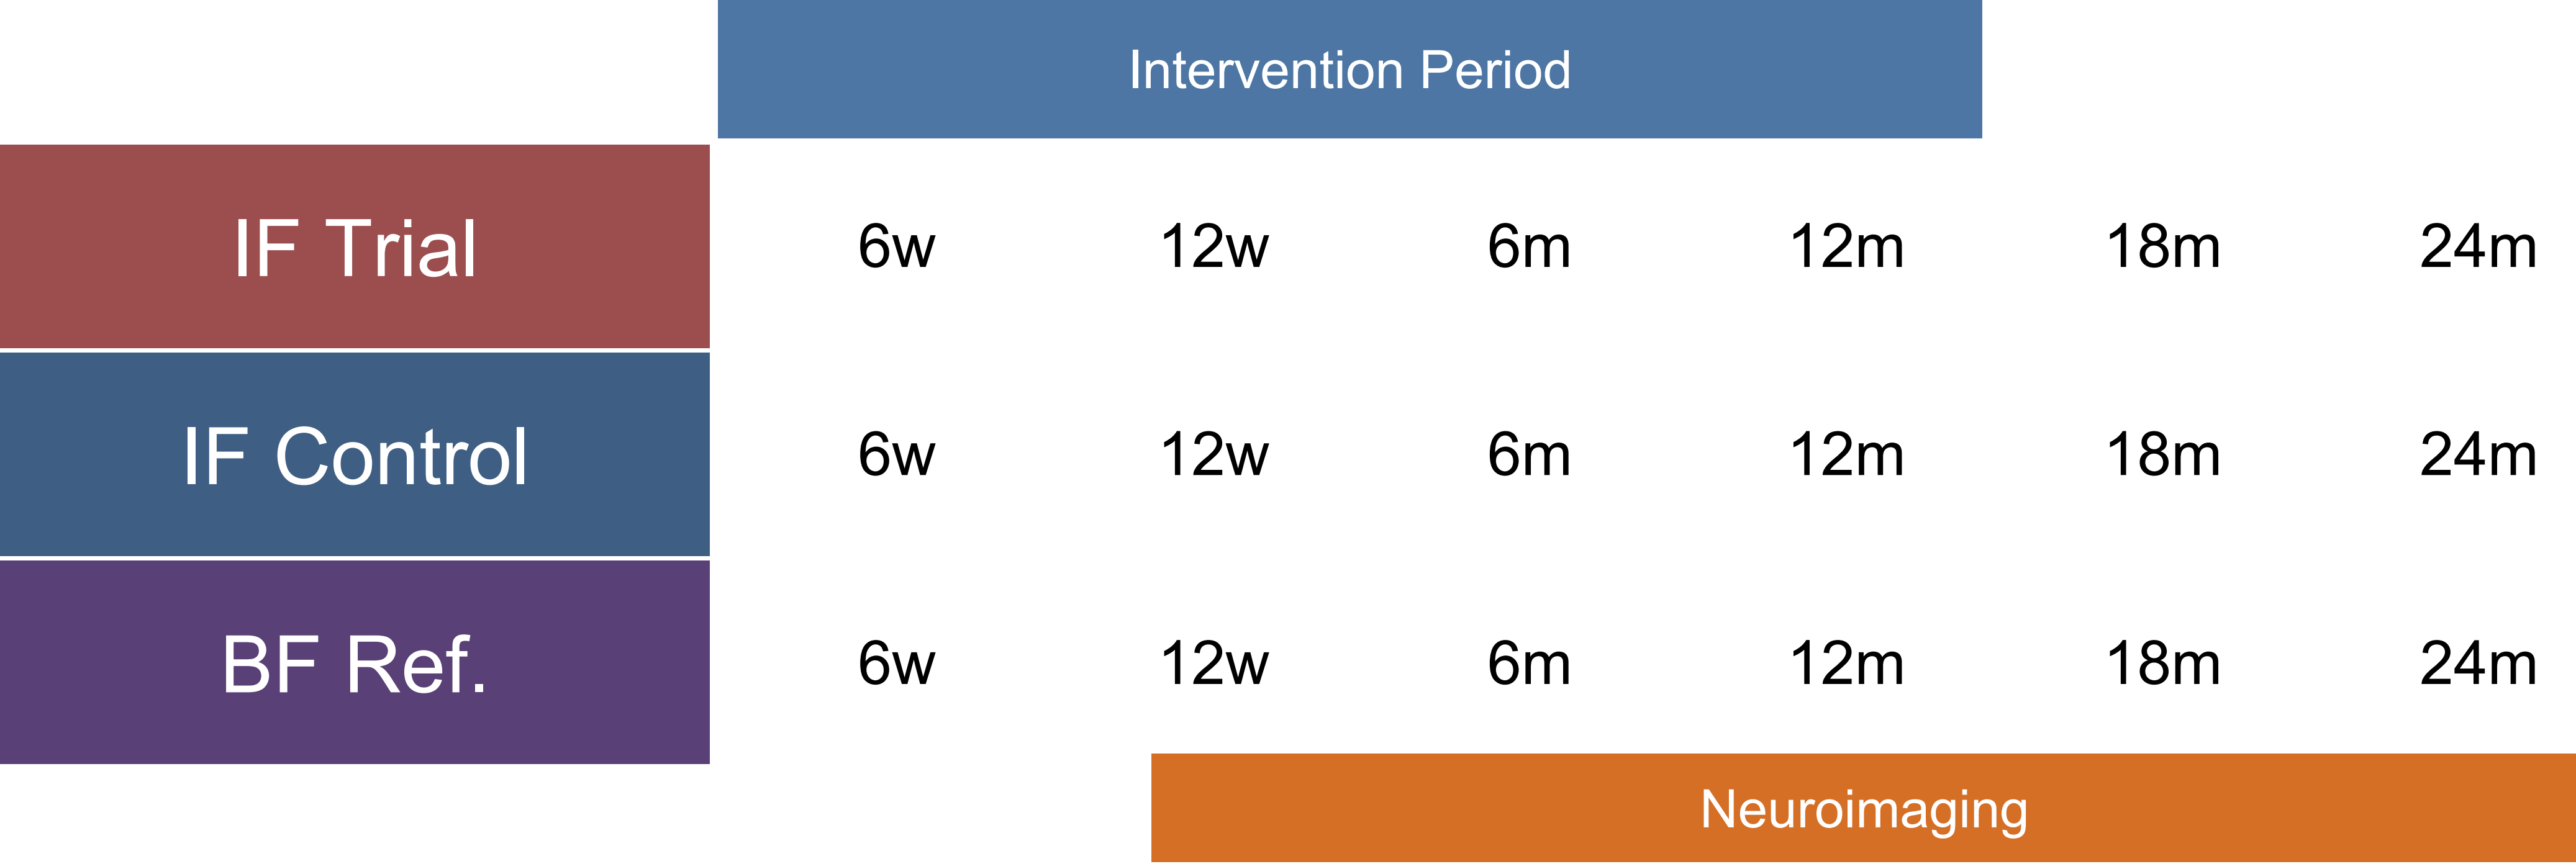 Intervention Period
IF Trial 6w 12w 6m 12m 18m 24m
IF Control 6w 12w 6m 12m 18m 24m
BF Ref. 6w 12w 6m 12m 18m 24m
Neuroimaging